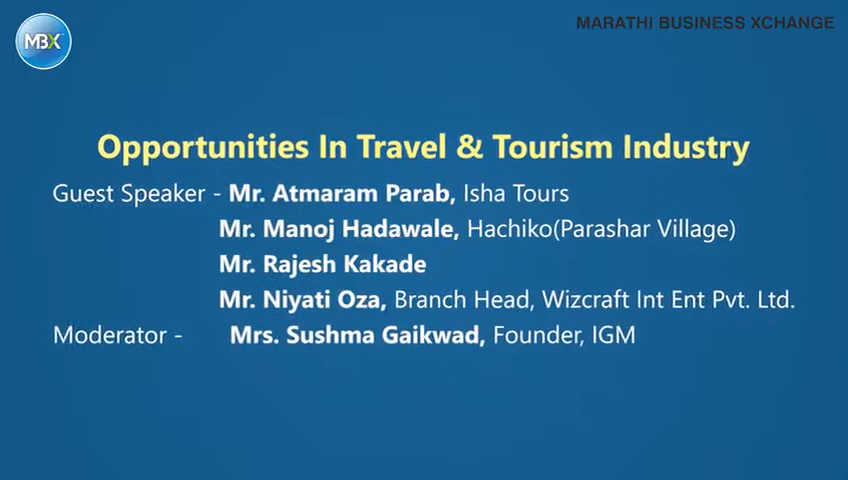 MBX
MARATHI BUSINESS XCHANGE
Opportunities In Travel & Tourism Industry
Guest Speaker - Mr. Atmaram Parab, Isha Tours
Mr. Manoj Hadawale, Hachiko(Parashar Village)
Mr. Rajesh Kakade
Mr. Niyati Oza, Branch Head, Wizcraft Int Ent Pvt. Ltd.
Moderator - Mrs. Sushma Gaikwad, Founder, IGM